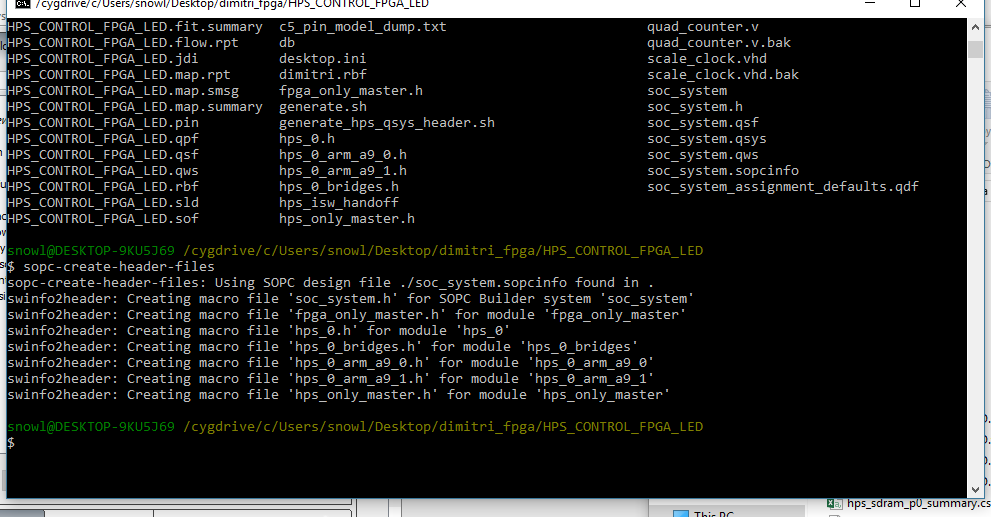 /cygdrive/c/Users/snowl/Desktop/dimitri_fpga/HPS_CONTROL_FPGA_LED
HPS_CONTROL_FPGA_LED.fit.summary c5_pin_model_dump.txt quad_counter.v
HPS_CONTROL_FPGA_LED.flow.rpt db quad_counter.v.bak
HPS_CONTROL_FPGA_LED.jdi desktop.ini scale_clock.vhd
HPS_CONTROL_FPGA_LED.map.rpt dimitri.rbf scale_clock.vhd.bak
HPS_CONTROL_FPGA_LED.map.smsg fpga_only_master.h soc_system
HPS_CONTROL_FPGA_LED.map.summary generate.sh soc_system.h
HPS_CONTROL_FPGA_LED.pin generate_hps_qsys_header.sh soc_system.qsf
HPS_CONTROL_FPGA_LED.qpf hps_0.h soc_system.qsys
HPS_CONTROL_FPGA_LED.qsf hps_0_arm_a9_0.h soc_system.qws
HPS_CONTROL_FPGA_LED.qws hps_0_arm_a9_1.h soc_system.sopcinfo
HPS_CONTROL_FPGA_LED.rbf hps_0_bridges.h soc_system_assignment_defaults.qdf
HPS_CONTROL_FPGA_LED.sld hps_isw_handoff
HPS_CONTROL_FPGA_LED.sof hps_only_master.h
snowl@DESKTOP-9KU5J69 /cygdrive/c/Users/snowl/Desktop/dimitri_fpga/HPS_CONTROL_FPGA_LED
$ sopc-create-header-files
sopc-create-header-files: Using SOPC design file ./soc_system.sopcinfo found in .
swinfo2header: Creating macro file 'soc_system.h' for SOPC Builder system 'soc_system'
swinfo2header: Creating macro file 'fpga_only_master.h' for module 'fpga_only_master'
swinfo2header: Creating macro file 'hps_0.h' for module 'hps_0'
swinfo2header: Creating macro file 'hps_0_bridges.h' for module 'hps_0_bridges'
swinfo2header: Creating macro file 'hps_0_arm_a9_0.h' for module 'hps_0_arm_a9_0'
swinfo2header: Creating macro file 'hps_0_arm_a9_1.h' for module 'hps_0_arm_a9_1'
swinfo2header: Creating macro file 'hps_only_master.h' for module 'hps_only_master'
snowl@DESKTOP-9KU5J69 /cygdrive/c/Users/snowl/Desktop/dimitri_fpga/HPS_CONTROL_FPGA_LED
$
hps_sdram_p0_summary.cs
This PC